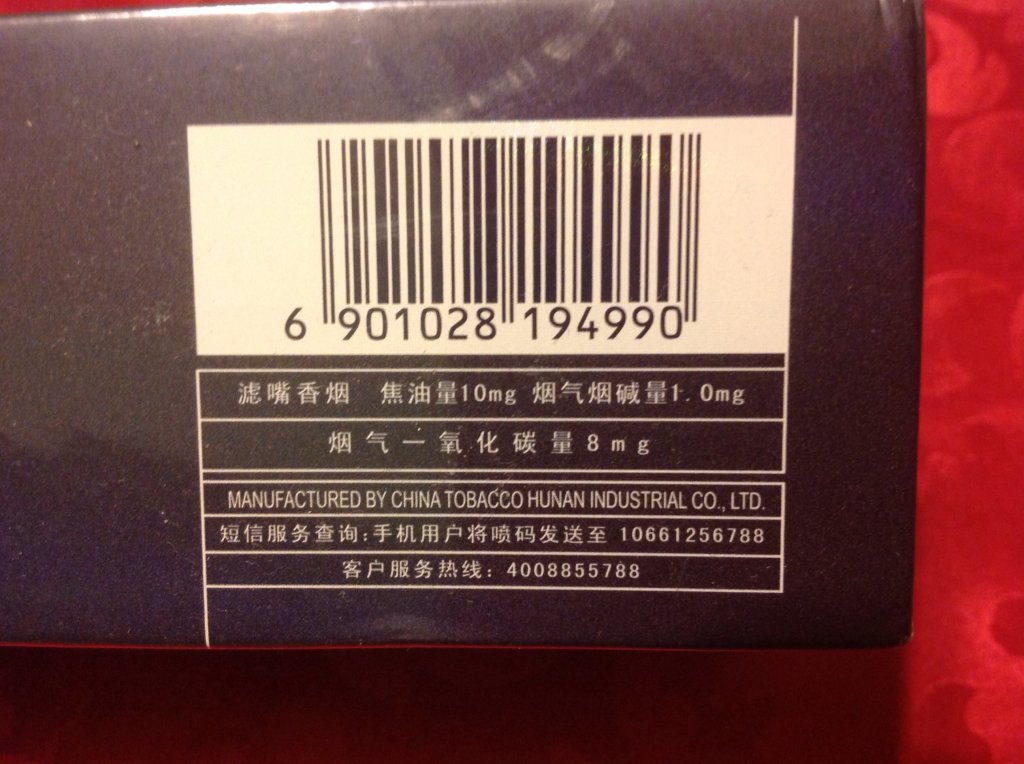 6 901028 194990
滤嘴香烟 焦油量10mg 烟气烟碱量1.0mg
烟气一氧化碳量8mg
MANUFACTURED BY CHINA TOBACCO HUNAN INDUSTRIAL CO., LTD.
短信服务查询:手机用户将喷码发送至 10661256788
客户服务热线: 4008855788